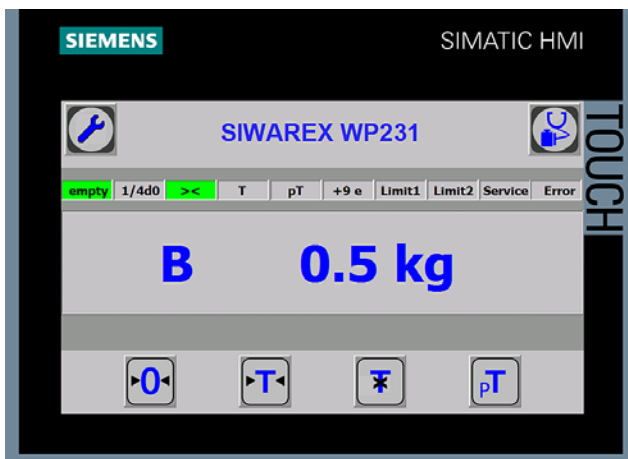 SIEMENS SIMATIC HMI
TOUCH
SIWAREX WP231
empty 1/4d0 >< T pT +9 e Limit1 Limit2 Service Error
B 0.5 kg
0 T T pT